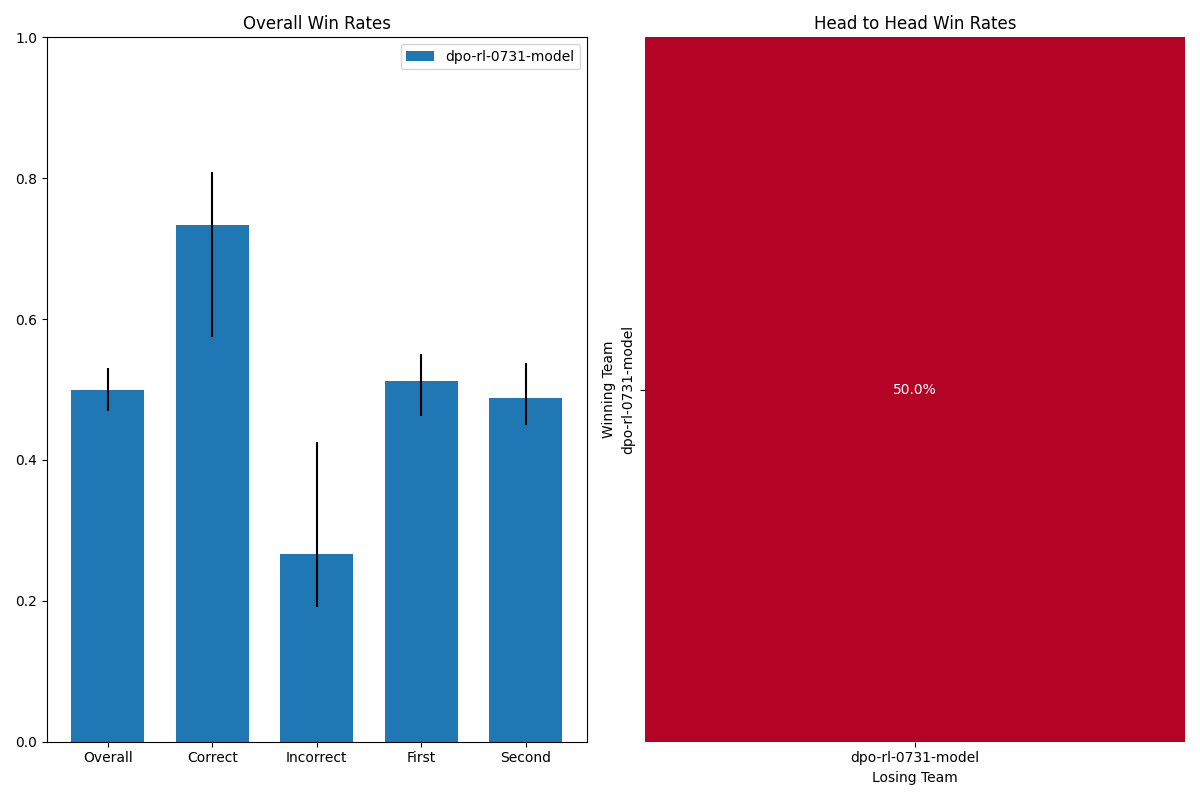 Overall Win Rates
1.0
0.8
0.6
0.4
0.2
0.0
dpo-rl-0731-model
Overall
Correct
Incorrect
First
Second
Head to Head Win Rates
Winning Team
dpo-rl-0731-model
50.0%
dpo-rl-0731-model
Losing Team